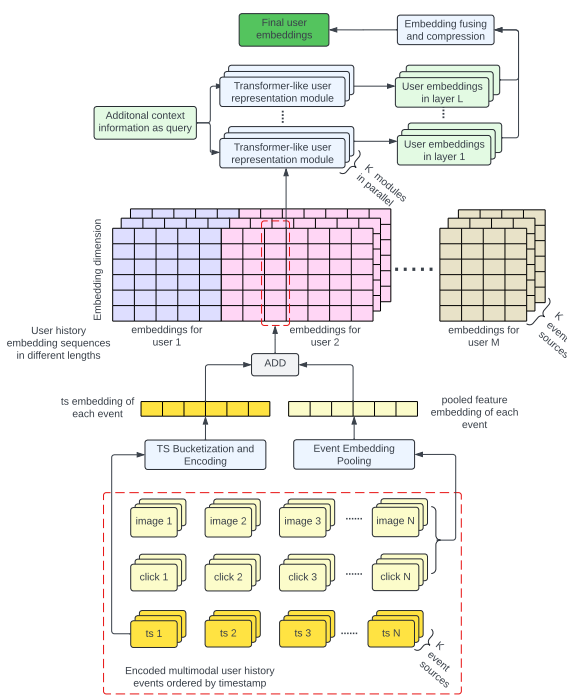 Final user
embeddings
Embedding fusing
and compression
Transformer-like user
representation module
User embeddings
in layer L
Additonal context
information as query
Transformer-like user
representation module
User embeddings
in layer 1
K modules
in parallel
Embedding dimension
User history
embedding sequences
in different lengths
embeddings for
user 1
embeddings for
user 2
embeddings for
user M
K
event
sources
ADD
ts embedding of
each event
pooled feature
embedding of each
event
TS Bucketization and
Encoding
Event Embedding
Pooling
image 1
image 2
image 3
......
image N
click 1
click 2
click 3
......
click N
ts 1
ts 2
ts 3
......
ts N
K
event
sources
Encoded multimodal user history
events ordered by timestamp